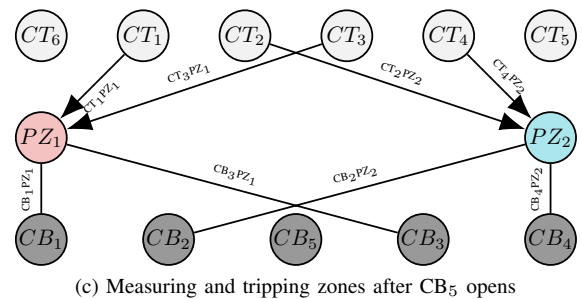 CT₆ CT₁ CT₂ CT₃ CT₄ CT₅
CT₁PZ₁ CT₃PZ₁ CT₂PZ₂ CT₄PZ₂
PZ₁ PZ₂
CB₁PZ₁ CB₃PZ₁ CB₂PZ₂ CB₄PZ₂
CB₁ CB₂ CB₅ CB₃ CB₄
(c) Measuring and tripping zones after CB₅ opens